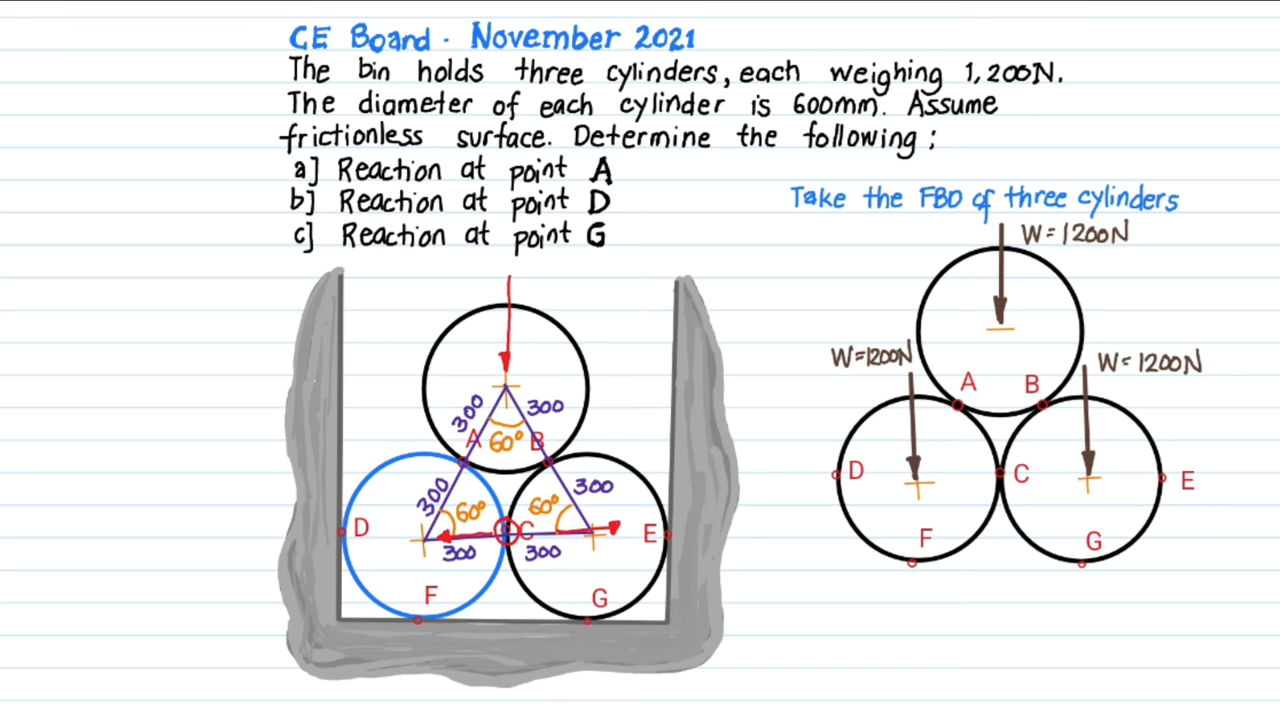 CE Board - November 2021
The bin holds three cylinders, each weighing 1,200N.
The diameter of each cylinder is 600mm. Assume
frictionless surface. Determine the following:
a] Reaction at point A
b] Reaction at point D
c] Reaction at point G
Take the FBD of three cylinders
W=1200N
W=1200N
W=1200N
A
B
D
C
E
F
G
300
300
A
60°
B
300
300
60°
60°
D
C
E
300
300
F
G